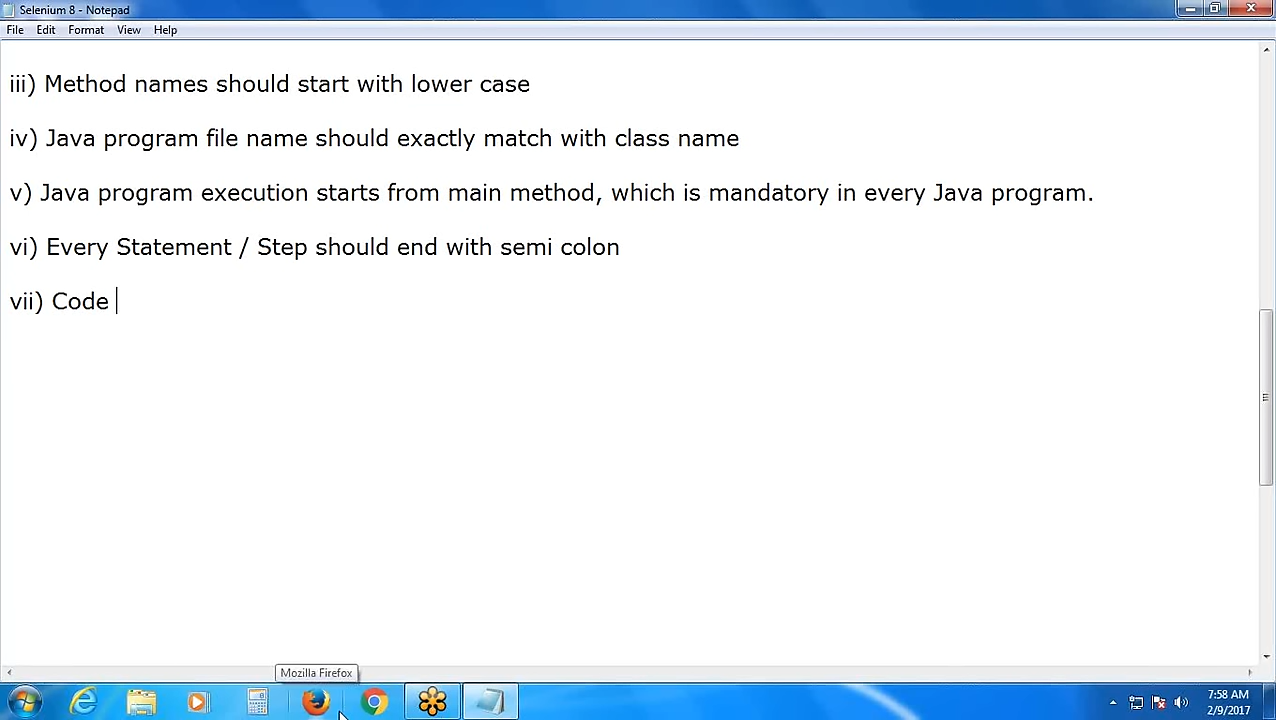 Selenium 8 - Notepad
File Edit Format View Help
iii) Method names should start with lower case
iv) Java program file name should exactly match with class name
v) Java program execution starts from main method, which is mandatory in every Java program.
vi) Every Statement / Step should end with semi colon
vii) Code
Mozilla Firefox
7:58 AM
2/9/2017